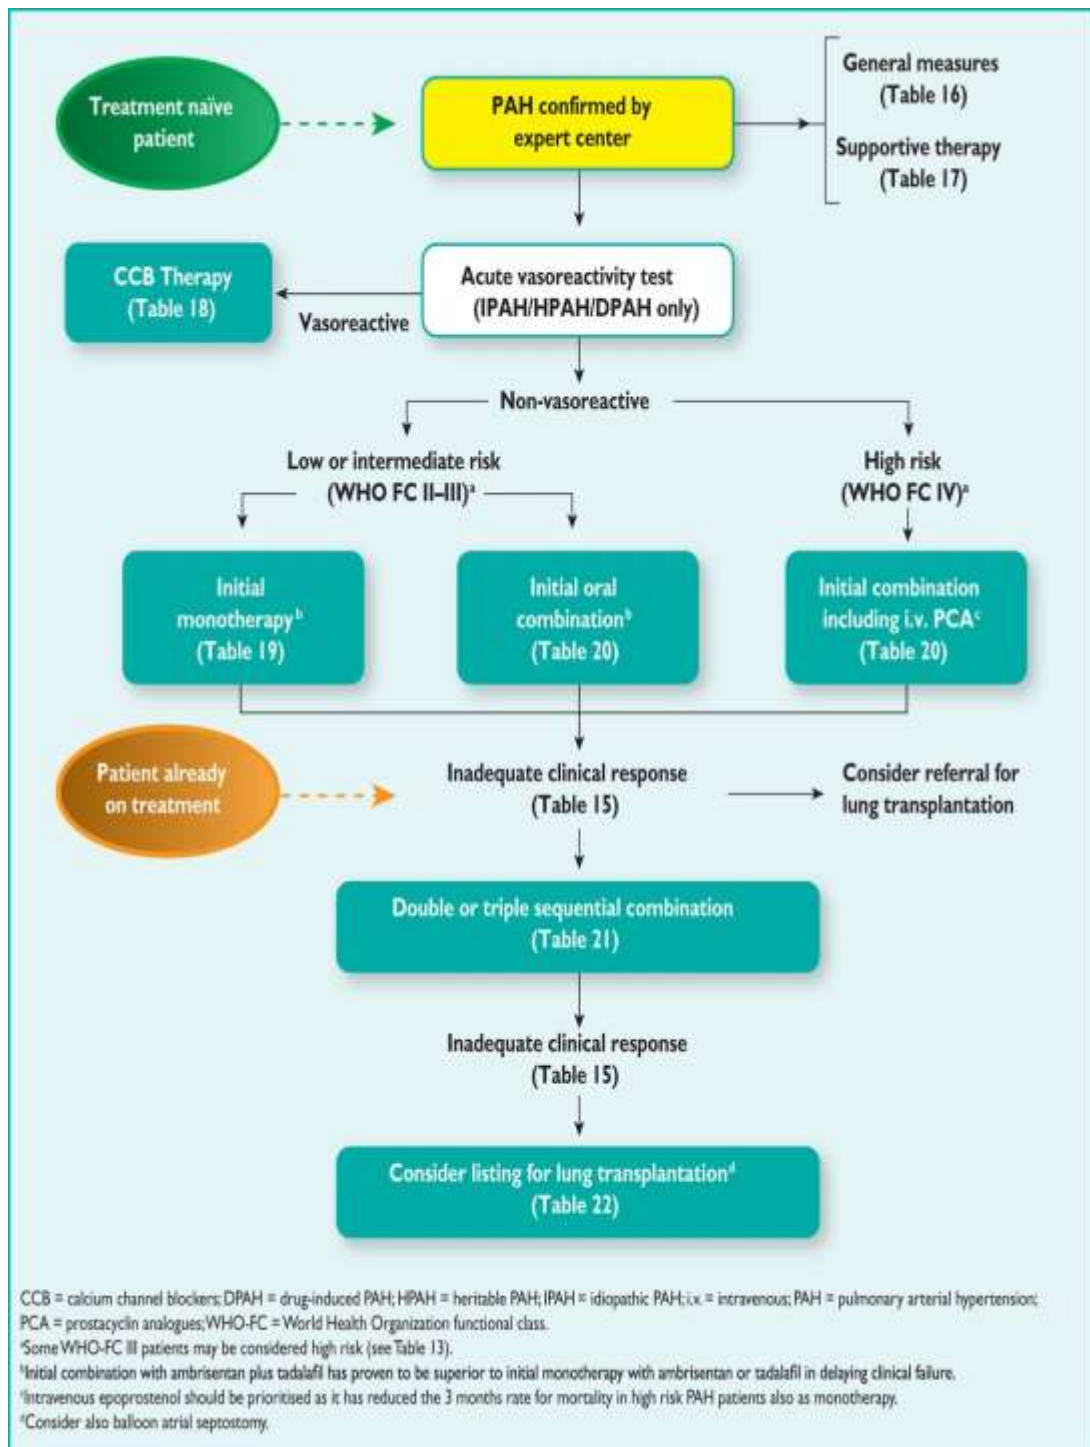 Treatment naïve
patient
PAH confirmed by
expert center
General measures
(Table 16)
Supportive therapy
(Table 17)
CCB Therapy
(Table 18)
Vasoreactive
Acute vasoreactivity test
(IPAH/HPAH/DPAH only)
Non-vasoreactive
Low or intermediate risk
(WHO FC II–III)a
High risk
(WHO FC IV)a
Initial
monotherapyb
(Table 19)
Initial oral
combinationb
(Table 20)
Initial combination
including i.v. PCAc
(Table 20)
Patient already
on treatment
Inadequate clinical response
(Table 15)
Consider referral for
lung transplantation
Double or triple sequential combination
(Table 21)
Inadequate clinical response
(Table 15)
Consider listing for lung transplantationd
(Table 22)
CCB = calcium channel blockers; DPAH = drug-induced PAH; HPAH = heritable PAH; IPAH = idiopathic PAH; i.v. = intravenous; PAH = pulmonary arterial hypertension;
PCA = prostacyclin analogues; WHO-FC = World Health Organization functional class.
aSome WHO-FC III patients may be considered high risk (see Table 13).
bInitial combination with ambrisentan plus tadalafil has proven to be superior to initial monotherapy with ambrisentan or tadalafil in delaying clinical failure.
cIntravenous epoprostenol should be prioritised as it has reduced the 3 months rate for mortality in high risk PAH patients also as monotherapy.
dConsider also balloon atrial septostomy.